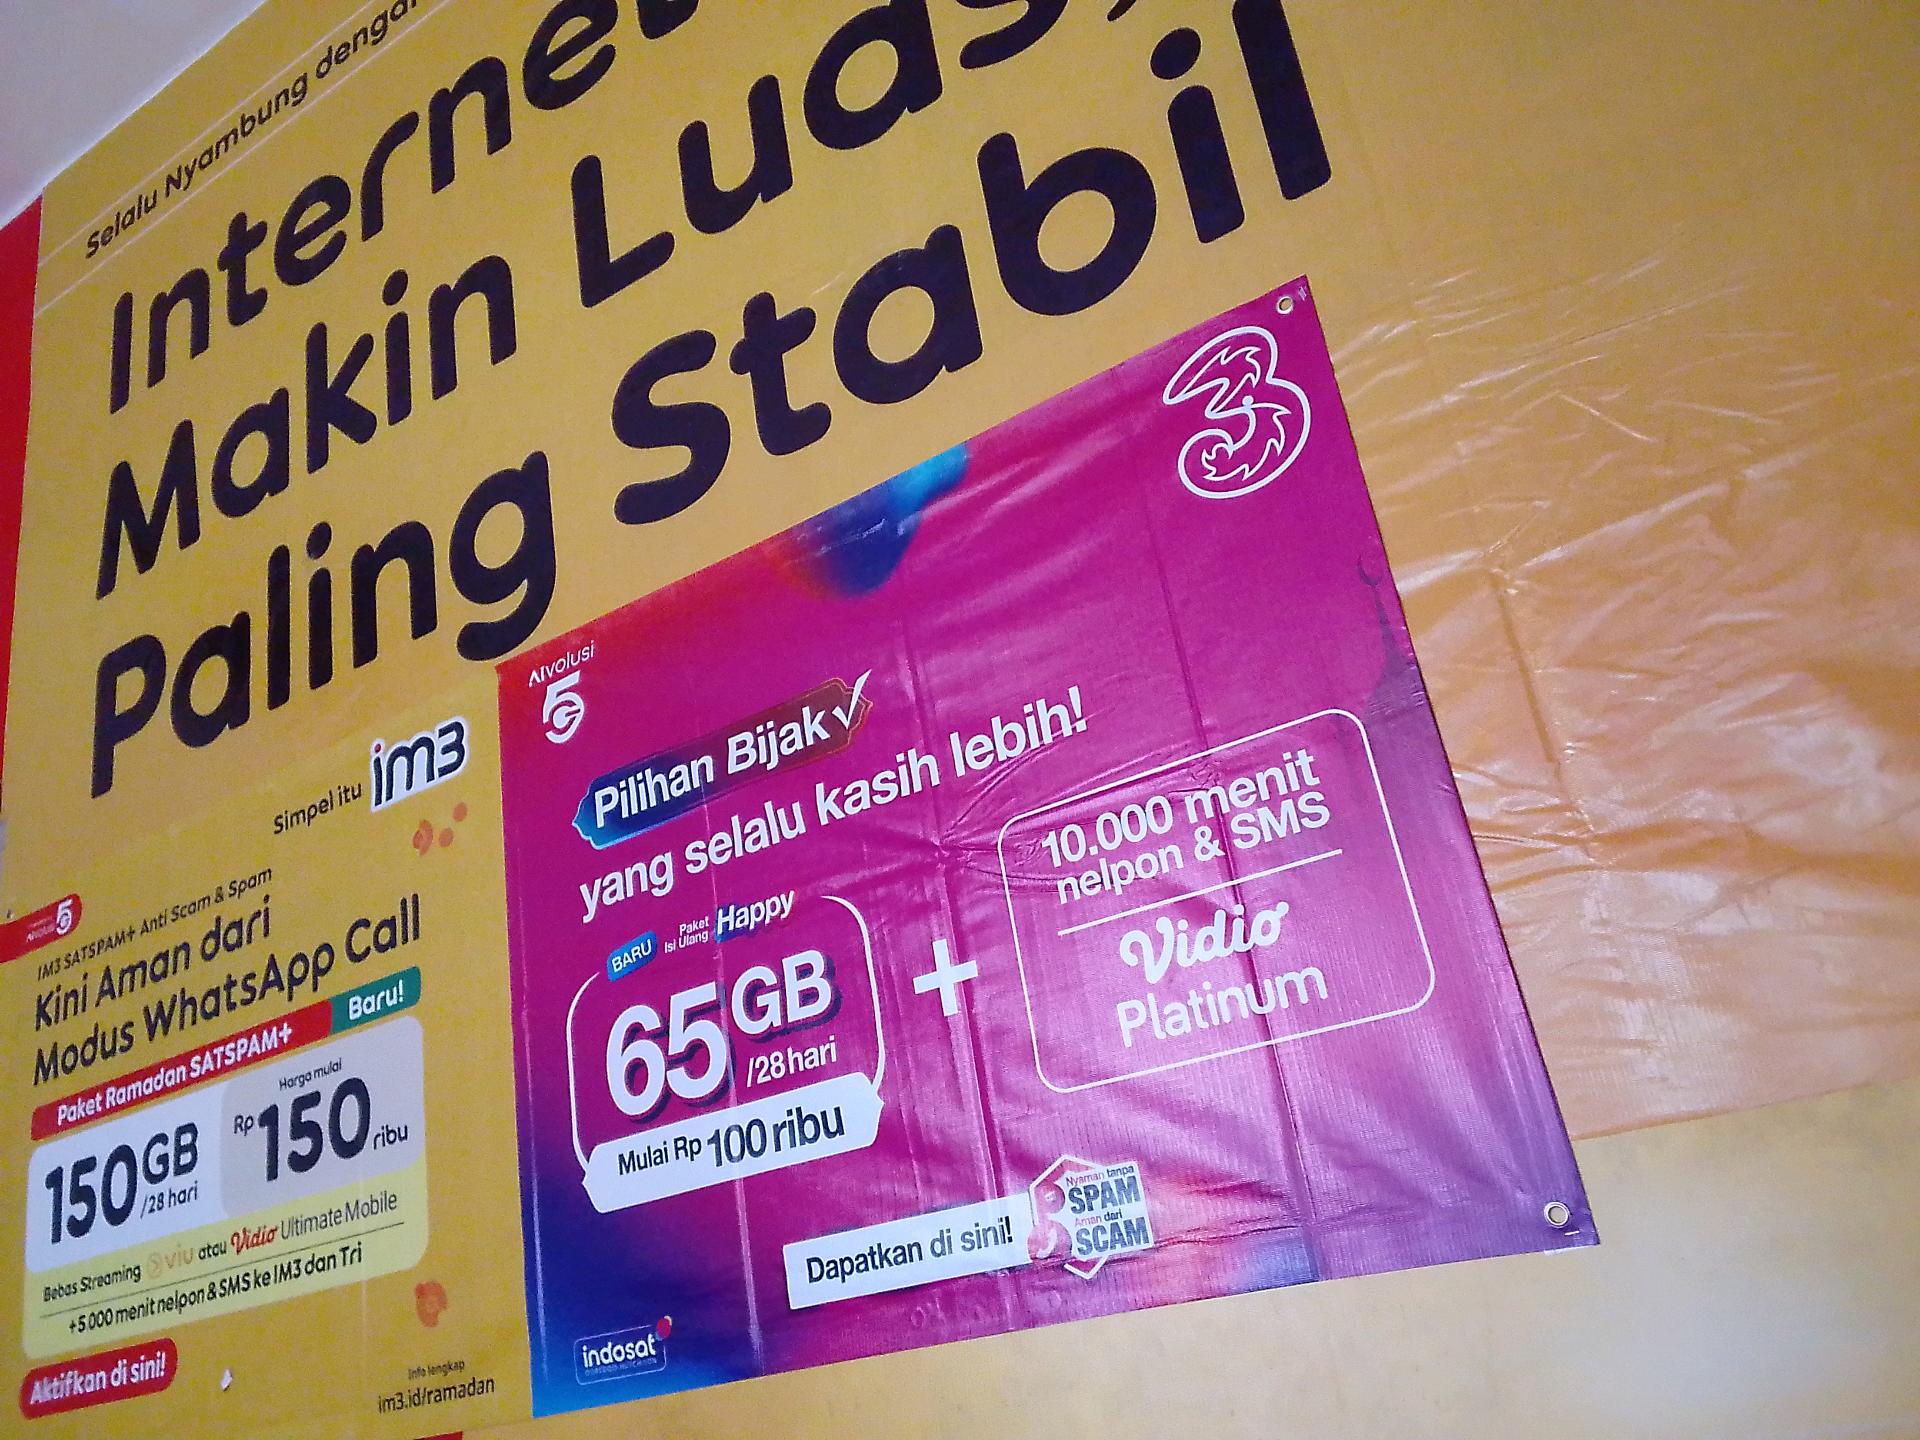 Selalu Nyambung dengan
Internet
Makin Luas,
Paling Stabil
Simpel itu im3
IM3 SATSPAM+ Anti Scam & Spam
Kini Aman dari
Modus WhatsApp Call
Paket Ramadan SATSPAM+ Baru!
150GB
/28 hari
Harga mulai
Rp 150 ribu
Bebas Streaming viu atau Vidio Ultimate Mobile
+5.000 menit nelpon & SMS ke IM3 dan Tri
Aktifkan di sini!
Info lengkap
im3.id/ramadan
3
AIvolusi
5G
Pilihan Bijak
yang selalu kasih lebih!
BARU Paket Isi Ulang Happy
65GB
/28 hari
Mulai Rp 100 ribu
+
10.000 menit
nelpon & SMS
Vidio
Platinum
Dapatkan di sini!
Nyaman tanpa
SPAM
Aman dari
SCAM
indosat
OOREDOO HUTCHISON